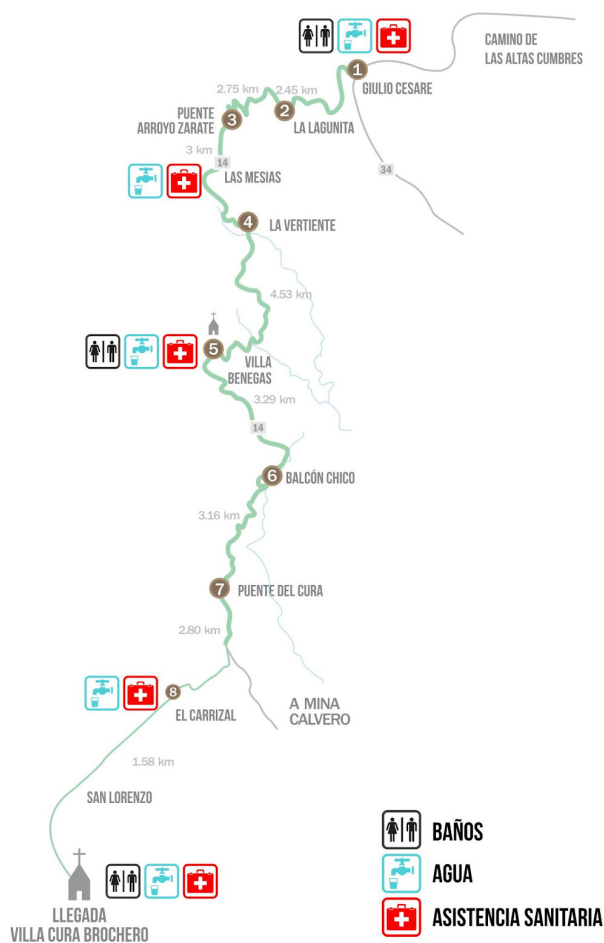 CAMINO DE
LAS ALTAS CUMBRES
1
GIULIO CESARE
2.75 km
2.45 km
2
LA LAGUNITA
PUENTE
ARROYO ZARATE
3
3 km
14
34
LAS MESIAS
4
LA VERTIENTE
4.53 km
5
VILLA
BENEGAS
3.29 km
14
6
BALCÓN CHICO
3.16 km
7
PUENTE DEL CURA
2.80 km
8
EL CARRIZAL
A MINA
CALVERO
1.58 km
SAN LORENZO
LLEGADA
VILLA CURA BROCHERO
BAÑOS
AGUA
ASISTENCIA SANITARIA